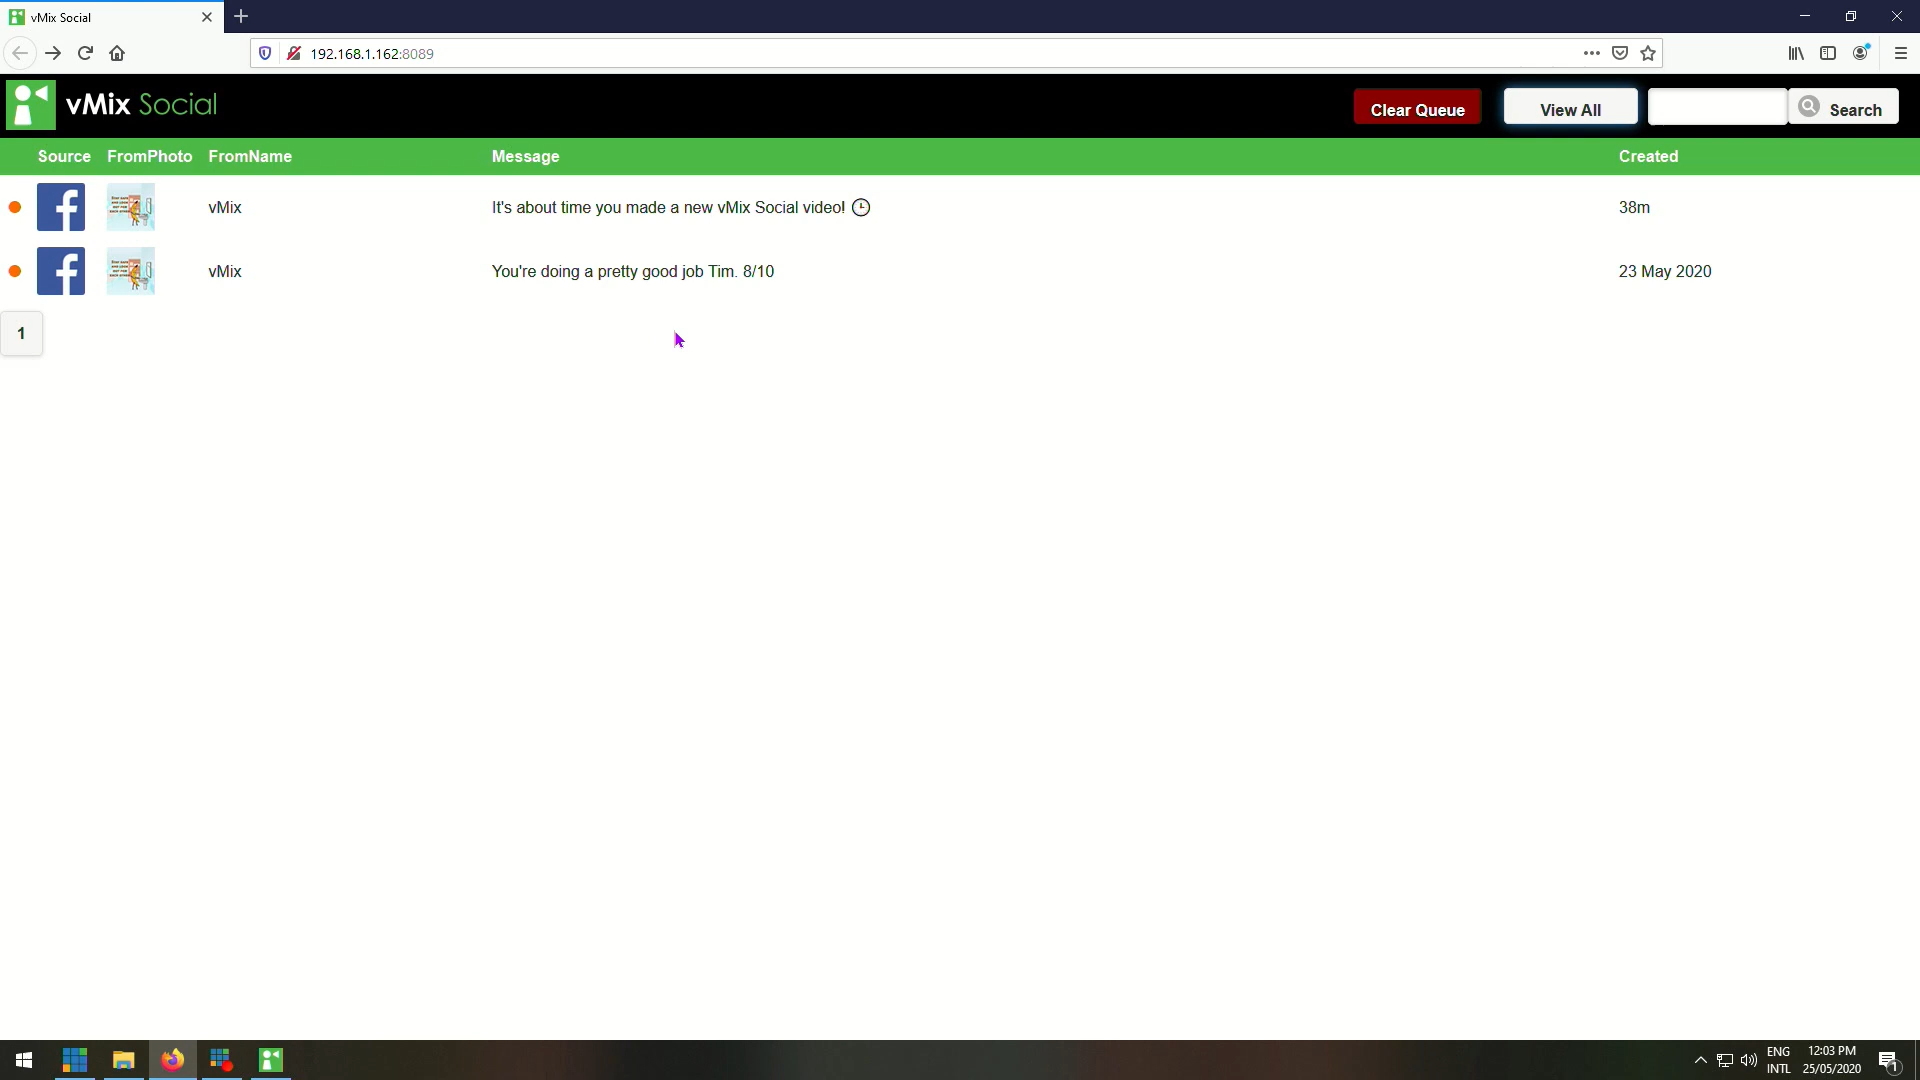 vMix Social
192.168.1.162:8089
vMix Social
Clear Queue
View All
Search
Source FromPhoto FromName Message Created
vMix It's about time you made a new vMix Social video! 38m
vMix You're doing a pretty good job Tim. 8/10 23 May 2020
1
ENG 12:03 PM
INTL 25/05/2020
1